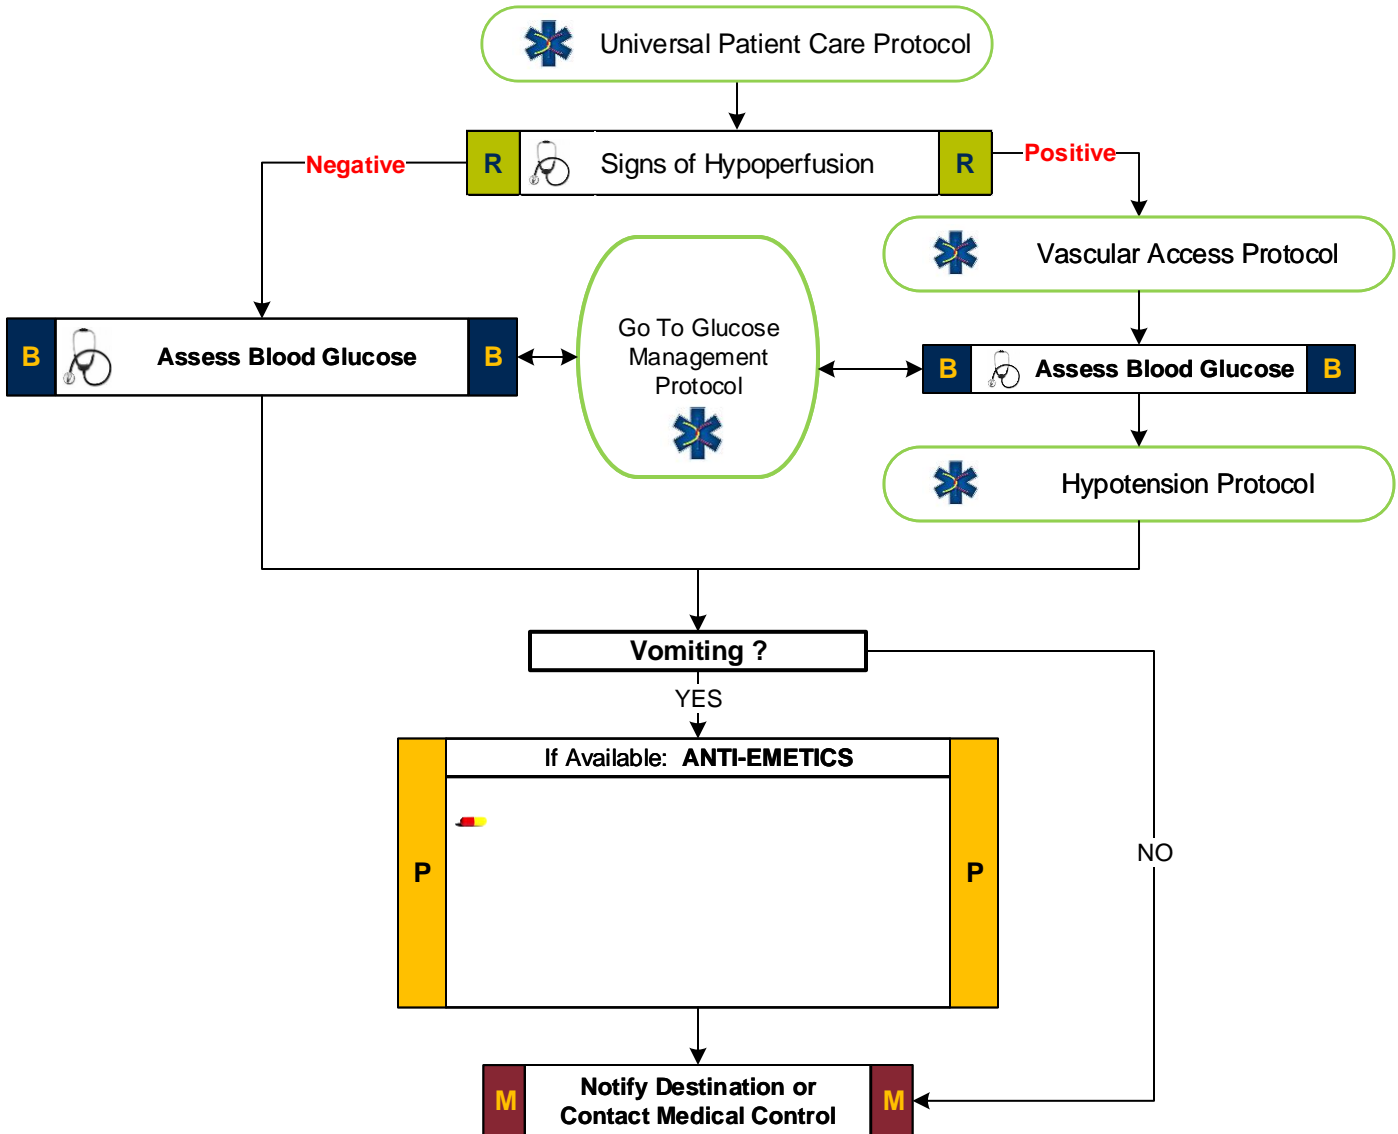 Universal Patient Care Protocol
R Signs of Hypoperfusion R
Negative
Positive
Vascular Access Protocol
B Assess Blood Glucose B
Go To Glucose
Management
Protocol
B Assess Blood Glucose B
Hypotension Protocol
Vomiting ?
YES
NO
If Available: ANTI-EMETICS
P P
M Notify Destination or M
Contact Medical Control